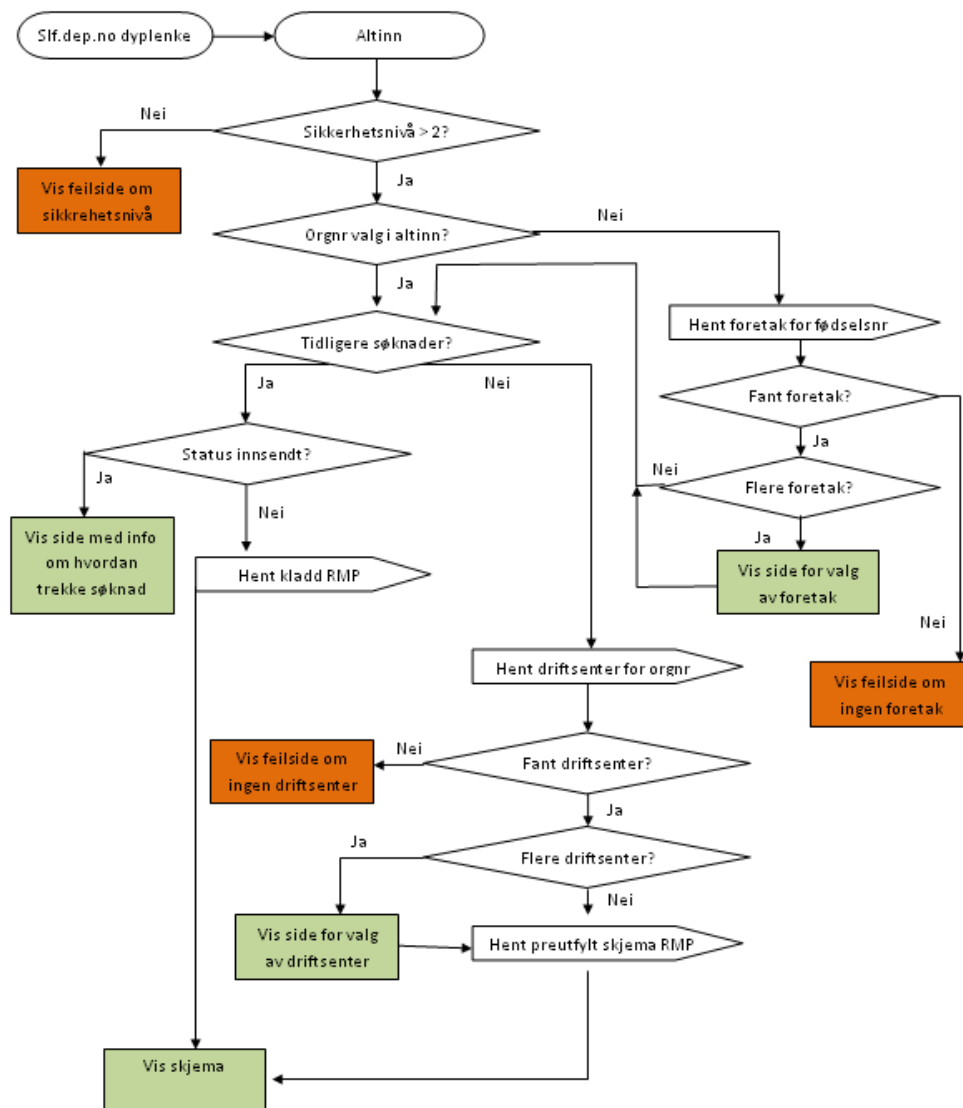 Slf.dep.no dyplenke
Altinn
Nei
Sikkerhetsnivå > 2?
Vis feilside om
sikkrehetsnivå
Ja
Nei
Orgnr valg i altinn?
Ja
Hent foretak for fødselsnr
Tidligere søknader?
Ja
Nei
Fant foretak?
Ja
Status innsendt?
Nei
Ja
Flere foretak?
Nei
Vis side med info
om hvordan
trekke søknad
Ja
Hent kladd RMP
Vis side for valg
av foretak
Nei
Hent driftsenter for orgnr
Vis feilside om
ingen foretak
Nei
Vis feilside om
ingen driftsenter
Fant driftsenter?
Ja
Ja
Flere driftsenter?
Nei
Vis side for valg
av driftsenter
Hent preutfylt skjema RMP
Vis skjema